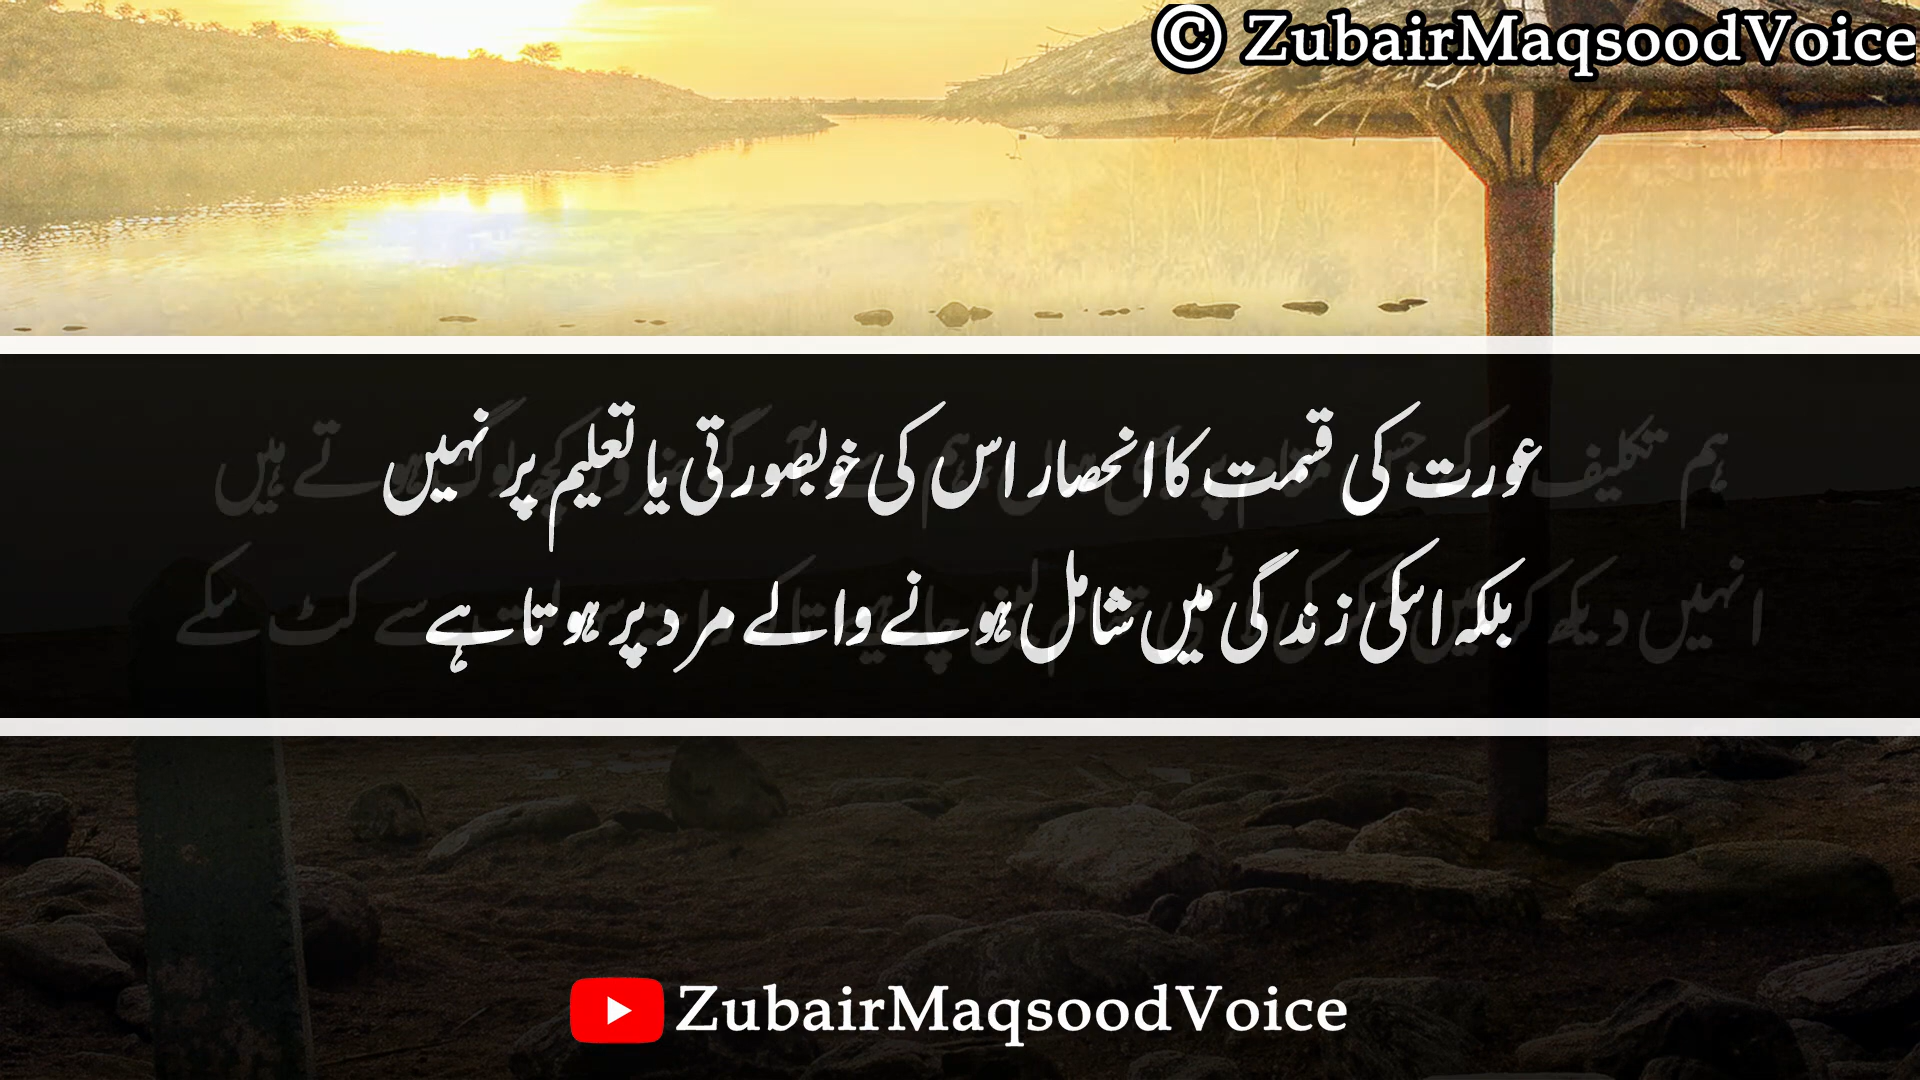 © ZubairMaqsoodVoice
عورت کی قسمت کا انحصار اس کی خوبصورتی یا تعلیم پر نہیں
بلکہ اسکی زندگی میں شامل ہونے والے مرد پر ہوتا ہے
ZubairMaqsoodVoice